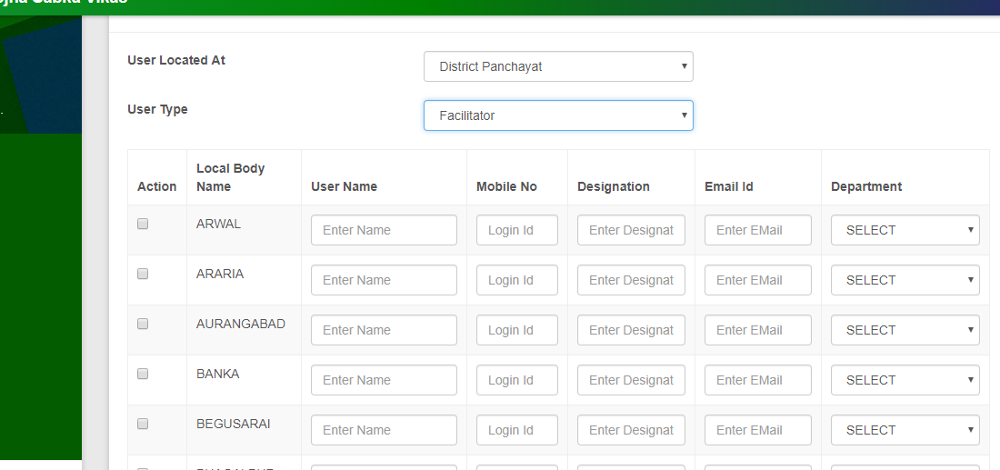 Sabka Vikas
User Located At
District Panchayat
User Type
Facilitator
Action
Local Body
Name
User Name
Mobile No
Designation
Email Id
Department
ARWAL Enter Name Login Id Enter Designat Enter EMail SELECT
ARARIA Enter Name Login Id Enter Designat Enter EMail SELECT
AURANGABAD Enter Name Login Id Enter Designat Enter EMail SELECT
BANKA Enter Name Login Id Enter Designat Enter EMail SELECT
BEGUSARAI Enter Name Login Id Enter Designat Enter EMail SELECT